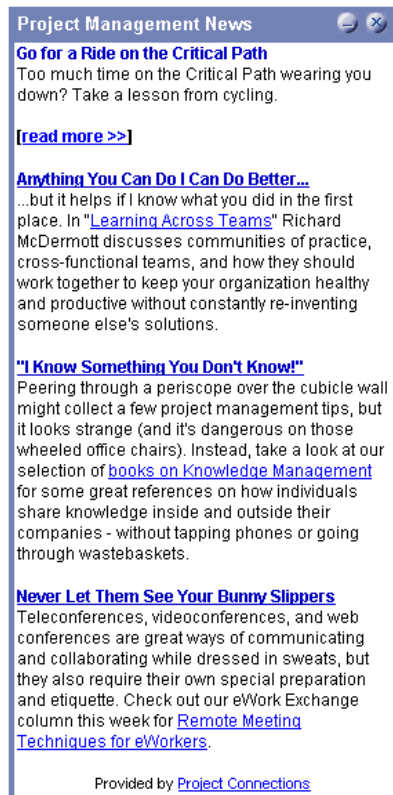 Project Management News
Go for a Ride on the Critical Path
Too much time on the Critical Path wearing you
down? Take a lesson from cycling.
[read more >>]
Anything You Can Do I Can Do Better...
...but it helps if I know what you did in the first
place. In "Learning Across Teams" Richard
McDermott discusses communities of practice,
cross-functional teams, and how they should
work together to keep your organization healthy
and productive without constantly re-inventing
someone else's solutions.
"I Know Something You Don't Know!"
Peering through a periscope over the cubicle wall
might collect a few project management tips, but
it looks strange (and it's dangerous on those
wheeled office chairs). Instead, take a look at our
selection of books on Knowledge Management
for some great references on how individuals
share knowledge inside and outside their
companies - without tapping phones or going
through wastebaskets.
Never Let Them See Your Bunny Slippers
Teleconferences, videoconferences, and web
conferences are great ways of communicating
and collaborating while dressed in sweats, but
they also require their own special preparation
and etiquette. Check out our eWork Exchange
column this week for Remote Meeting
Techniques for eWorkers.
Provided by Project Connections